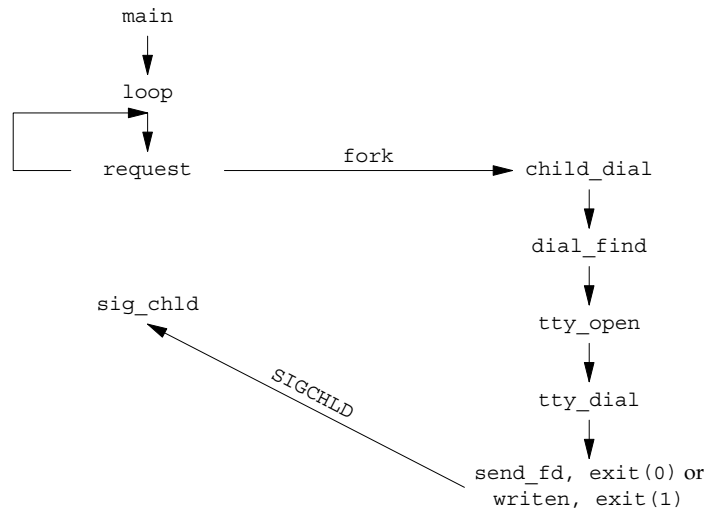 main
loop
request
fork
child_dial
dial_find
sig_chld
tty_open
SIGCHLD
tty_dial
send_fd, exit(0) or
writen, exit(1)